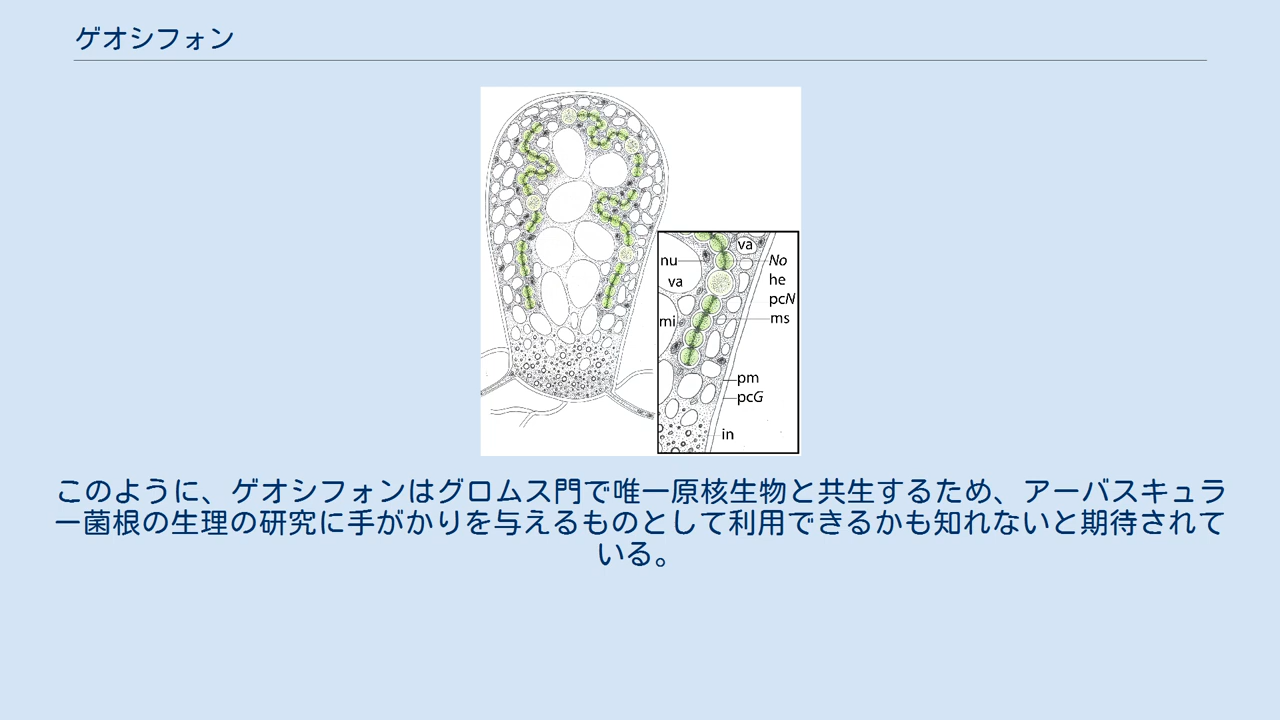 ゲオシフォン
va
nu
No
va
he
pcN
mi
ms
pm
pcG
in
このように、ゲオシフォンはグロムス門で唯一原核生物と共生するため、アーバスキュラ
ー菌根の生理の研究に手がかりを与えるものとして利用できるかも知れないと期待されて
いる。